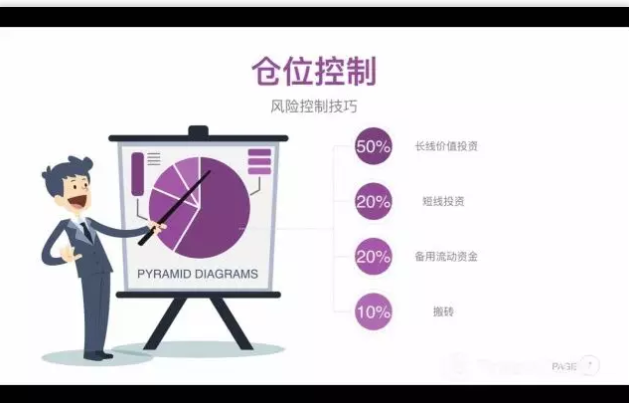 仓位控制
风险控制技巧
50% 长线价值投资
20% 短线投资
20% 备用流动资金
10% 搬砖
PYRAMID DIAGRAMS
PAGE